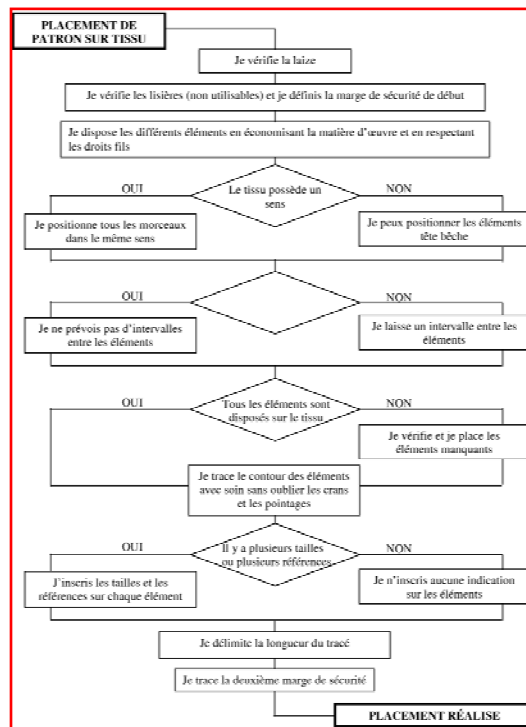 PLACEMENT DE
PATRON SUR TISSU
Je vérifie la laize
Je vérifie les lisières (non utilisables) et je définis la marge de sécurité de début
Je dispose les différents éléments en économisant la matière d’œuvre et en respectant
les droits fils
OUI
Le tissu possède un
sens
NON
Je positionne tous les morceaux
dans le même sens
Je peux positionner les éléments
tête bêche
OUI
NON
Je ne prévois pas d’intervalles
entre les éléments
Je laisse un intervalle entre les
éléments
OUI
Tous les éléments sont
disposés sur le tissu
NON
Je vérifie et je place les
éléments manquants
Je trace le contour des éléments
avec soin sans oublier les crans
et les pointages
OUI
Il y a plusieurs tailles
ou plusieurs références
NON
J’inscris les tailles et les
références sur chaque élément
Je n’inscris aucune indication
sur les éléments
Je délimite la longueur du tracé
Je trace la deuxième marge de sécurité
PLACEMENT RÉALISE